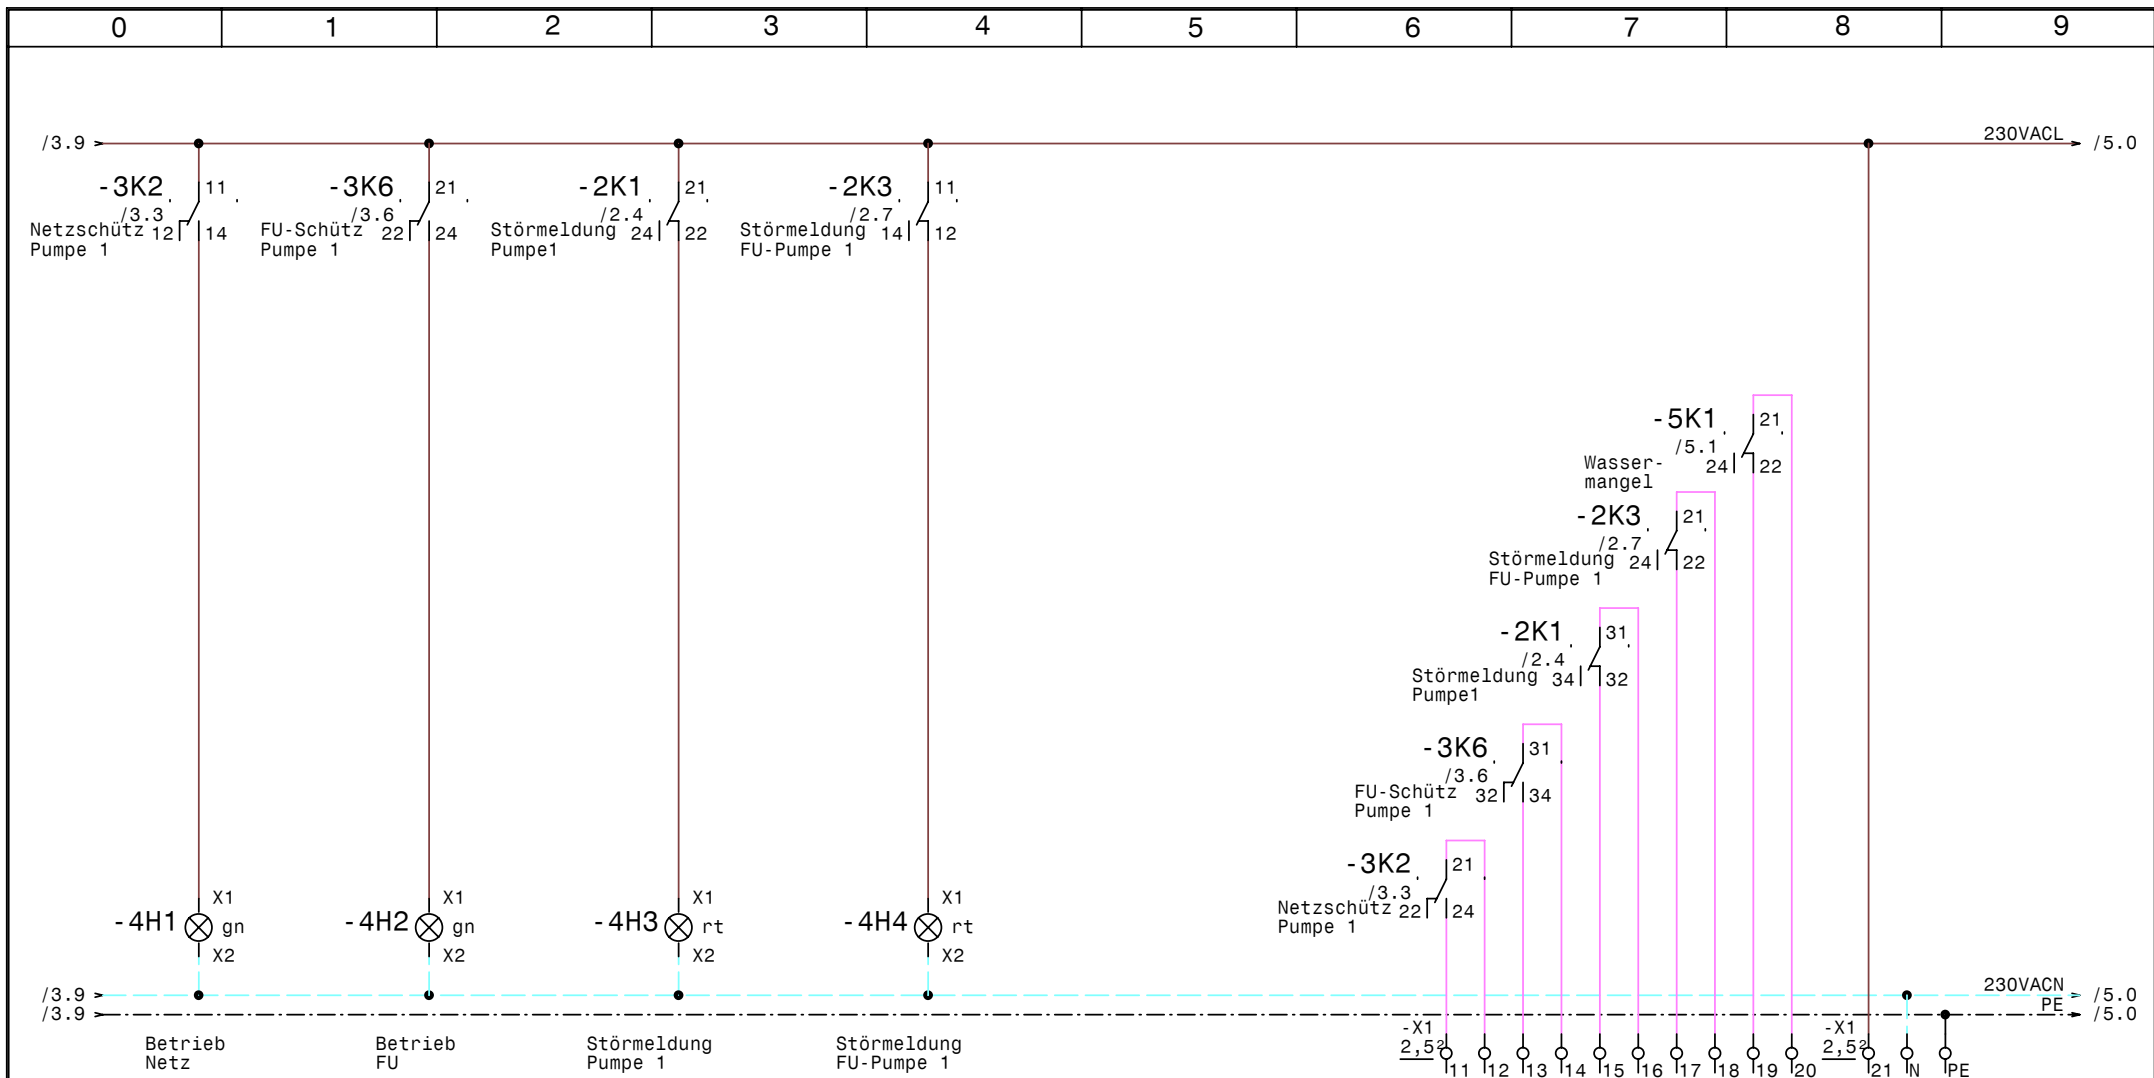 0 1 2 3 4 5 6 7 8 9
/3.9 230VACL /5.0
-3K2 11
/3.3
Netzschütz 12 14
Pumpe 1
-3K6 21
/3.6
FU-Schütz 22 24
Pumpe 1
-2K1 21
/2.4
Störmeldung 24 22
Pumpe1
-2K3 11
/2.7
Störmeldung 14 12
FU-Pumpe 1
-5K1 21
/5.1
Wasser- 24 22
mangel
-2K3 21
/2.7
Störmeldung 24 22
FU-Pumpe 1
-2K1 31
/2.4
Störmeldung 34 32
Pumpe1
-3K6 31
/3.6
FU-Schütz 32 34
Pumpe 1
-3K2 21
/3.3
Netzschütz 22 24
Pumpe 1
X1
-4H1 gn
X2
X1
-4H2 gn
X2
X1
-4H3 rt
X2
X1
-4H4 rt
X2
/3.9 230VACN /5.0
/3.9 PE /5.0
Betrieb
Netz
Betrieb
FU
Störmeldung
Pumpe 1
Störmeldung
FU-Pumpe 1
-X1
2,5²
11 12 13 14 15 16 17 18 19 20
-X1
2,5²
21 N PE